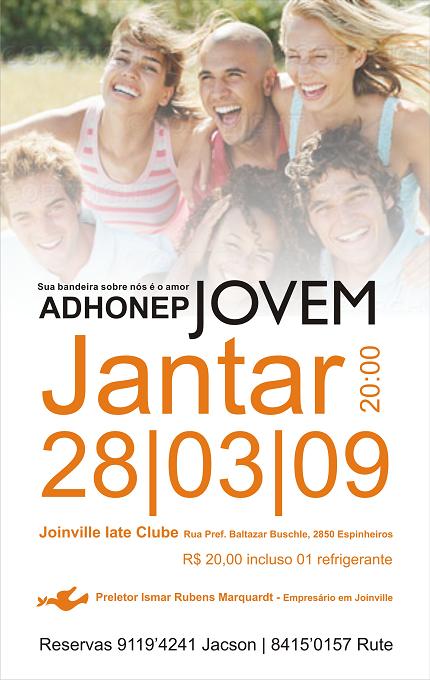 Sua bandeira sobre nós é o amor
ADHONEP JOVEM
Jantar 20:00
28|03|09
Joinville Iate Clube Rua Pref. Baltazar Buschle, 2850 Espinheiros
R$ 20,00 incluso 01 refrigerante
Preletor Ismar Rubens Marquardt - Empresário em Joinville
Reservas 9119'4241 Jacson | 8415'0157 Rute